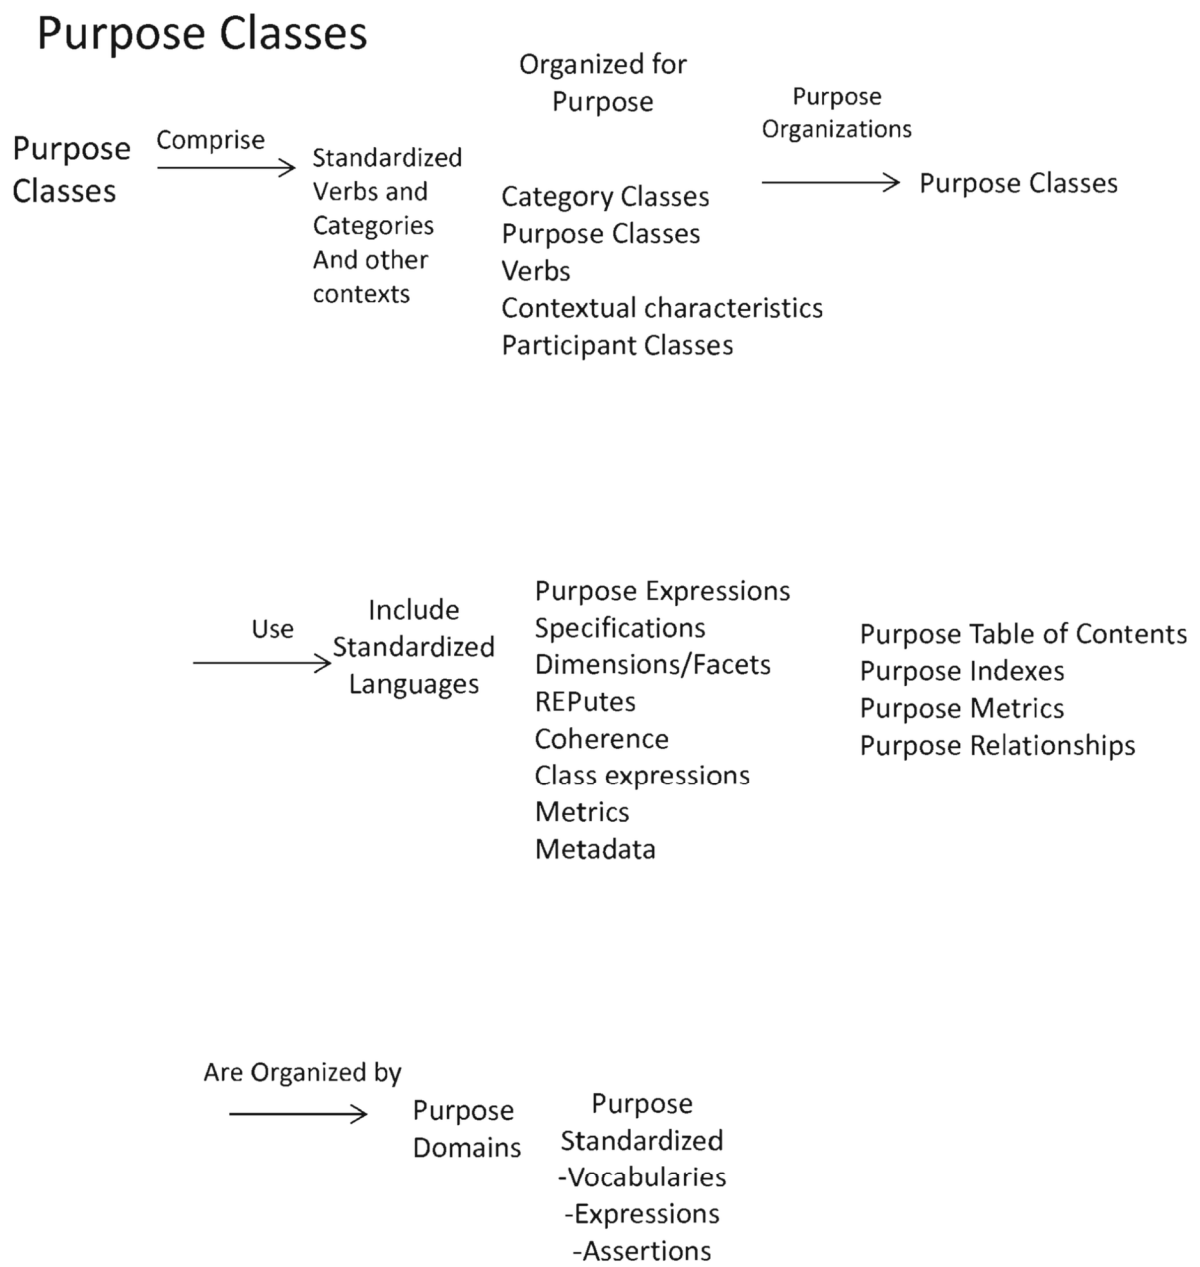 Purpose Classes
Purpose
Classes
Comprise
Standardized
Verbs and
Categories
And other
contexts
Organized for
Purpose
Category Classes
Purpose Classes
Verbs
Contextual characteristics
Participant Classes
Purpose
Organizations
Purpose Classes
Use
Include
Standardized
Languages
Purpose Expressions
Specifications
Dimensions/Facets
REPutes
Coherence
Class expressions
Metrics
Metadata
Purpose Table of Contents
Purpose Indexes
Purpose Metrics
Purpose Relationships
Are Organized by
Purpose
Domains
Purpose
Standardized
-Vocabularies
-Expressions
-Assertions